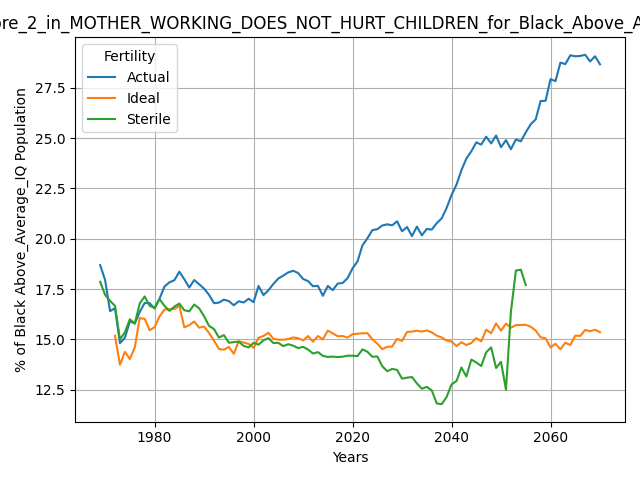 ore_2_in_MOTHER_WORKING_DOES_NOT_HURT_CHILDREN_for_Black_Above_A
Fertility
Actual
Ideal
Sterile
% of Black Above_Average_IQ Population
27.5
25.0
22.5
20.0
17.5
15.0
12.5
1980
2000
2020
2040
2060
Years